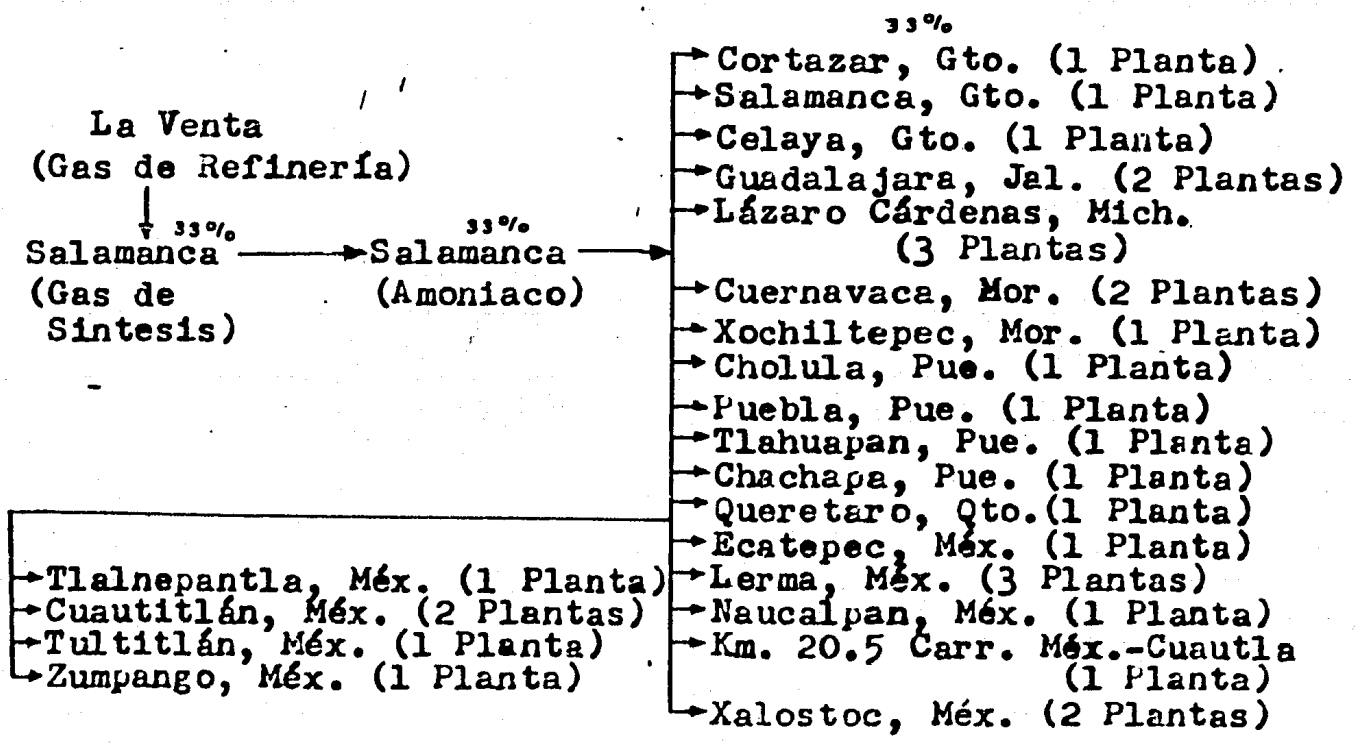 33%
Cortazar, Gto. (1 Planta)
Salamanca, Gto. (1 Planta)
Celaya, Gto. (1 Planta)
Guadalajara, Jal. (2 Plantas)
Lázaro Cárdenas, Mich.
(3 Plantas)
Cuernavaca, Mor. (2 Plantas)
Xochiltepec, Mor. (1 Planta)
Cholula, Pue. (1 Planta)
Puebla, Pue. (1 Planta)
Tlahuapan, Pue. (1 Planta)
Chachapa, Pue. (1 Planta)
Queretaro, Qto.(1 Planta)
Ecatepec, Méx. (1 Planta)
Lerma, Méx. (3 Plantas)
Naucalpan, Méx. (1 Planta)
Km. 20.5 Carr. Méx.-Cuautla
(1 Planta)
Xalostoc, Méx. (2 Plantas)
La Venta
(Gas de Refinería)
33%
33%
Salamanca
Salamanca
(Gas de
Síntesis)
(Amoniaco)
Tlalnepantla, Méx. (1 Planta)
Cuautitlán, Méx. (2 Plantas)
Tultitlán, Méx. (1 Planta)
Zumpango, Méx. (1 Planta)